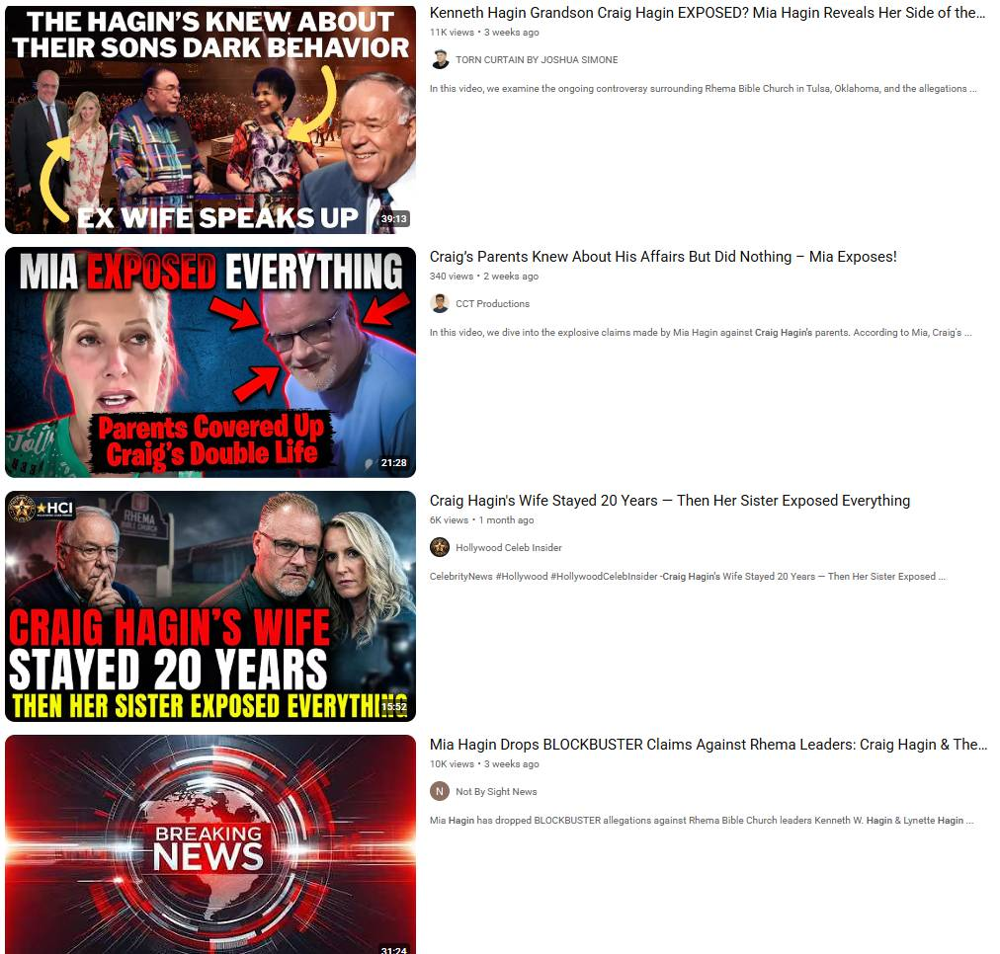 THE HAGIN'S KNEW ABOUT
THEIR SONS DARK BEHAVIOR
EX WIFE SPEAKS UP
39:13
Kenneth Hagin Grandson Craig Hagin EXPOSED? Mia Hagin Reveals Her Side of the…
11K views • 3 weeks ago
TORN CURTAIN BY JOSHUA SIMONE
In this video, we examine the ongoing controversy surrounding Rhema Bible Church in Tulsa, Oklahoma, and the allegations ...
MIA EXPOSED EVERYTHING
Parents Covered Up
Craig's Double Life
21:28
Craig's Parents Knew About His Affairs But Did Nothing – Mia Exposes!
340 views • 2 weeks ago
CCT Productions
In this video, we dive into the explosive claims made by Mia Hagin against Craig Hagin's parents. According to Mia, Craig's ...
HCI
RHEMA
BIBLE CHURCH
CRAIG HAGIN'S WIFE
STAYED 20 YEARS
THEN HER SISTER EXPOSED EVERYTHING
15:52
Craig Hagin's Wife Stayed 20 Years — Then Her Sister Exposed Everything
6K views • 1 month ago
Hollywood Celeb Insider
CelebrityNews #Hollywood #HollywoodCelebInsider -Craig Hagin's Wife Stayed 20 Years — Then Her Sister Exposed ...
BREAKING
NEWS
31:24
Mia Hagin Drops BLOCKBUSTER Claims Against Rhema Leaders: Craig Hagin & The…
10K views • 3 weeks ago
N
Not By Sight News
Mia Hagin has dropped BLOCKBUSTER allegations against Rhema Bible Church leaders Kenneth W. Hagin & Lynette Hagin ...